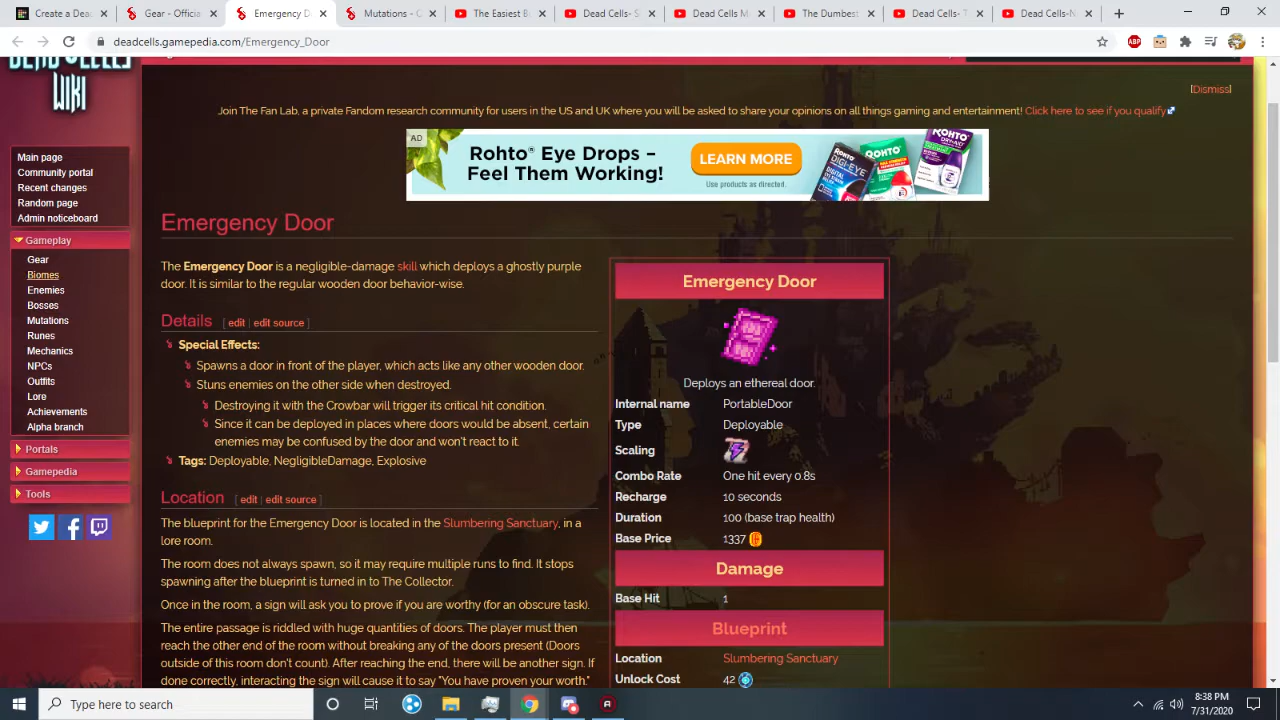 Create a Dea
Gear - Offici
Emergency D
Mutations - O
The Easiest B
Dead Cells- S
Dead Cells M
The Dumbest
Dead Cells- T
Dead Cells-N
deadcells.gamepedia.com/Emergency_Door
ABP
DEAD CELLS
WIKI
[Dismiss]
Join The Fan Lab, a private Fandom research community for users in the US and UK where you will be asked to share your opinions on all things gaming and entertainment! Click here to see if you qualify
AD
Rohto® Eye Drops –
Feel Them Working!
LEARN MORE
Use products as directed.
Main page
Community portal
Recent changes
Random page
Admin noticeboard
Gameplay
Gear
Biomes
Enemies
Bosses
Mutations
Runes
Mechanics
NPCs
Outfits
Lore
Achievements
Alpha branch
Portals
Gamepedia
Tools
Emergency Door
The Emergency Door is a negligible-damage skill which deploys a ghostly purple
door. It is similar to the regular wooden door behavior-wise.
Details [ edit | edit source ]
Special Effects:
Spawns a door in front of the player, which acts like any other wooden door.
Stuns enemies on the other side when destroyed.
Destroying it with the Crowbar will trigger its critical hit condition.
Since it can be deployed in places where doors would be absent, certain
enemies may be confused by the door and won't react to it.
Tags: Deployable, NegligibleDamage, Explosive
Location [ edit | edit source ]
The blueprint for the Emergency Door is located in the Slumbering Sanctuary, in a
lore room.
The room does not always spawn, so it may require multiple runs to find. It stops
spawning after the blueprint is turned in to The Collector.
Once in the room, a sign will ask you to prove if you are worthy (for an obscure task).
The entire passage is riddled with huge quantities of doors. The player must then
reach the other end of the room without breaking any of the doors present (Doors
outside of this room don't count). After reaching the end, there will be another sign. If
done correctly, interacting the sign will cause it to say "You have proven your worth."
Emergency Door
Deploys an ethereal door.
Internal name PortableDoor
Type Deployable
Scaling
Combo Rate One hit every 0.8s
Recharge 10 seconds
Duration 100 (base trap health)
Base Price 1337
Damage
Base Hit 1
Blueprint
Location Slumbering Sanctuary
Unlock Cost 42
Type here to search
8:38 PM
7/31/2020